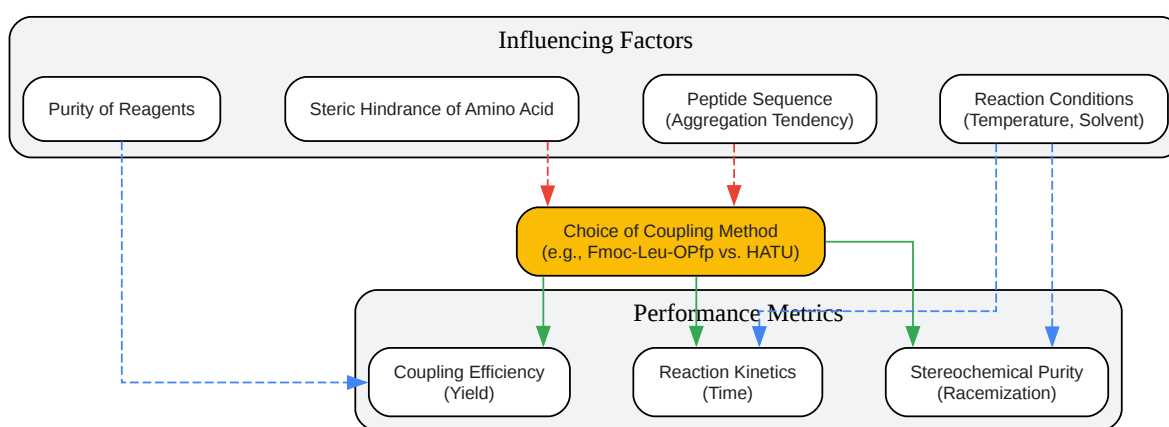 Influencing Factors
Purity of Reagents
Steric Hindrance of Amino Acid
Peptide Sequence
(Aggregation Tendency)
Reaction Conditions
(Temperature, Solvent)
Choice of Coupling Method
(e.g., Fmoc-Leu-OPfp vs. HATU)
Performance Metrics
Coupling Efficiency
(Yield)
Reaction Kinetics
(Time)
Stereochemical Purity
(Racemization)